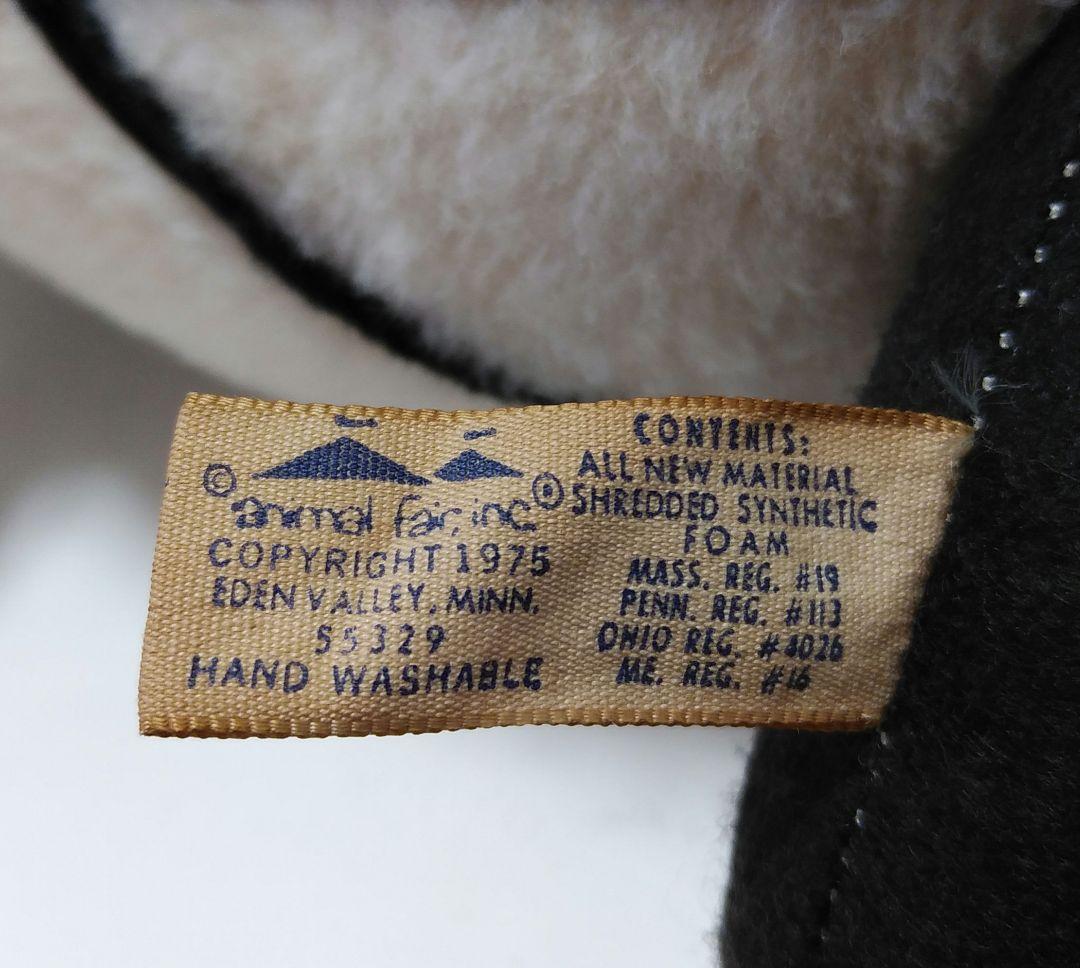 © animal fair, inc.®
COPYRIGHT 1975
EDEN VALLEY, MINN.
55329
HAND WASHABLE
CONTENTS:
ALL NEW MATERIAL
SHREDDED SYNTHETIC
FOAM
MASS. REG. #19
PENN. REG. #113
OHIO REG. #4026
ME. REG. #16